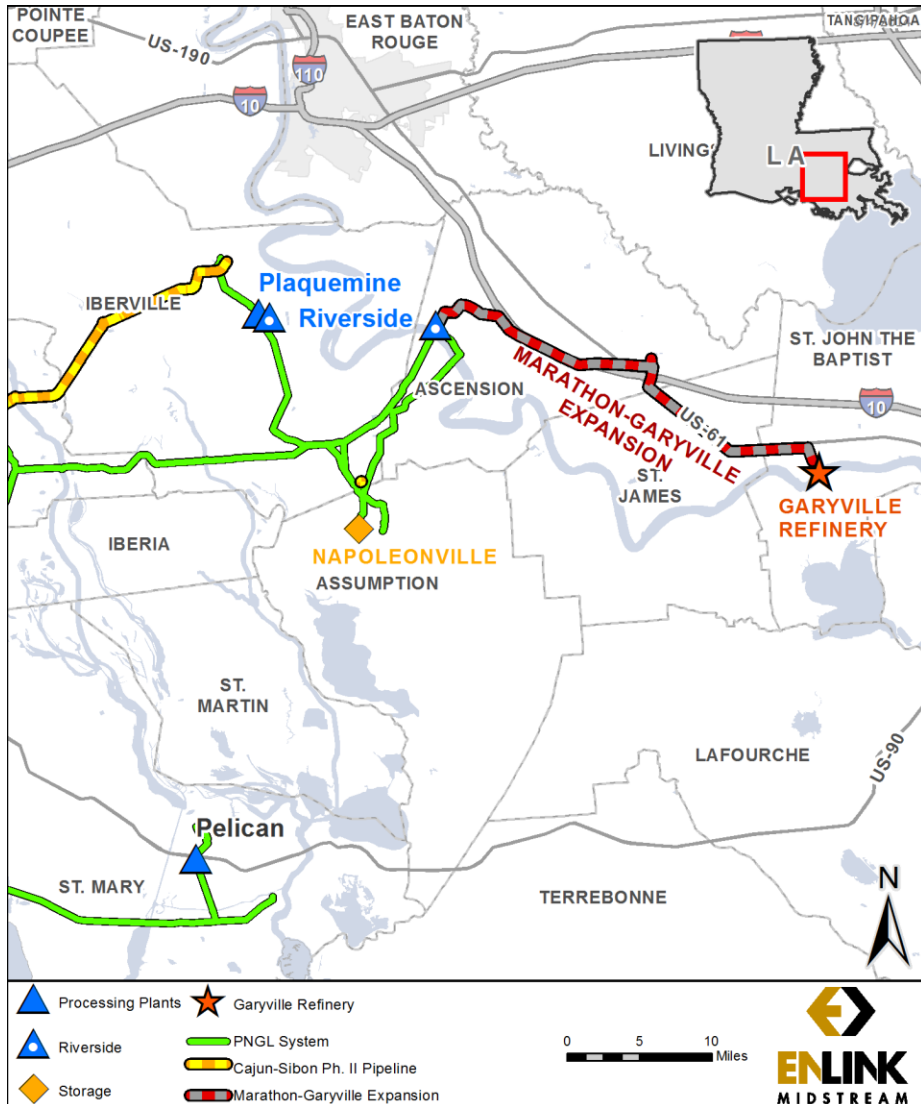 POINTE
COUPEE
US-190
EAST BATON
ROUGE
TANGIPAHOA
110
10
LIVINGS
LA
Plaquemine
Riverside
IBERVILLE
ST. JOHN THE
BAPTIST
ASCENSION
MARATHON-GARYVILLE
EXPANSION
US-61
10
ST.
JAMES
GARYVILLE
REFINERY
IBERIA
NAPOLEONVILLE
ASSUMPTION
ST.
MARTIN
LAFOURCHE
US-90
Pelican
ST. MARY
TERREBONNE
N
Processing Plants
Garyville Refinery
Riverside
PNGL System
Cajun-Sibon Ph. II Pipeline
Storage
Marathon-Garyville Expansion
0 5 10
Miles
ENLINK
MIDSTREAM